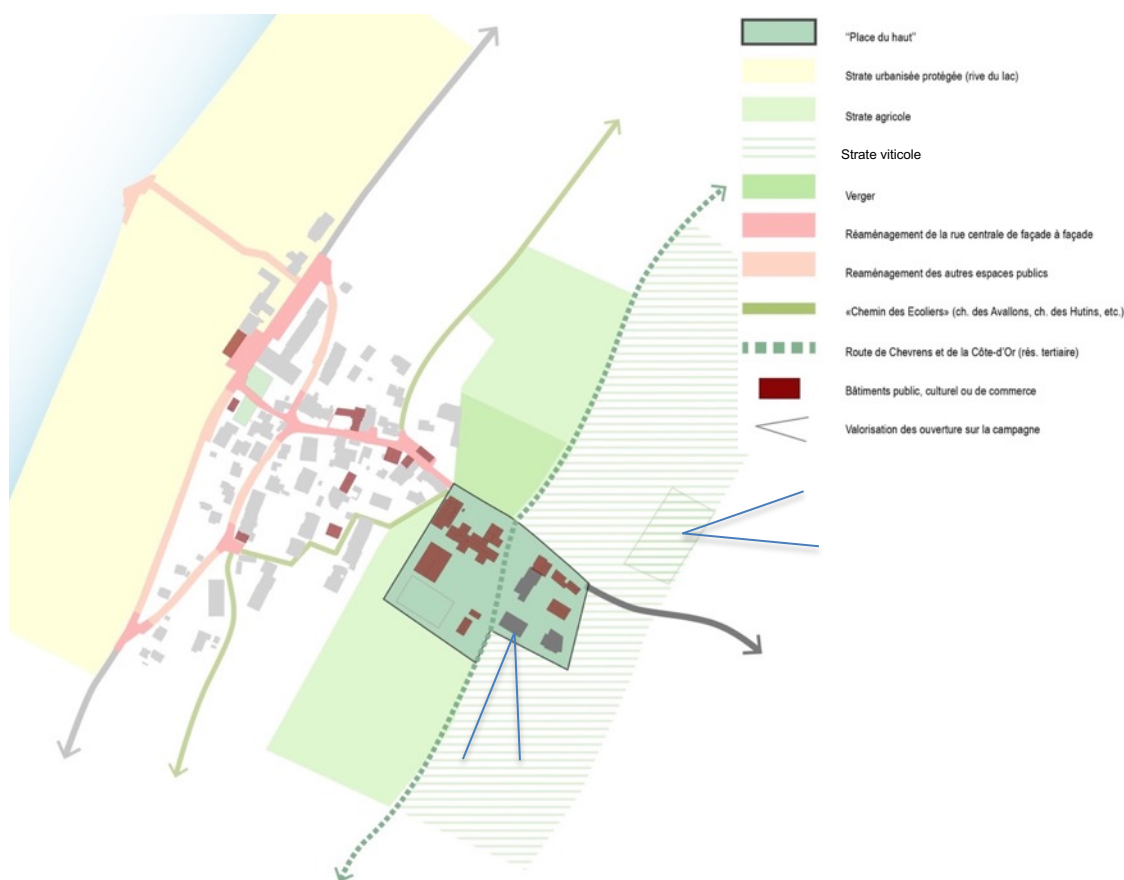 "Place du haut"
Strate urbanisée protégée (rive du lac)
Strate agricole
Strate viticole
Verger
Réaménagement de la rue centrale de façade à façade
Reaménagement des autres espaces publics
«Chemin des Ecoliers» (ch. des Avallons, ch. des Hutins, etc.)
Route de Chevrens et de la Côte-d'Or (rés. tertiaire)
Bâtiments public, culturel ou de commerce
Valorisation des ouverture sur la campagne